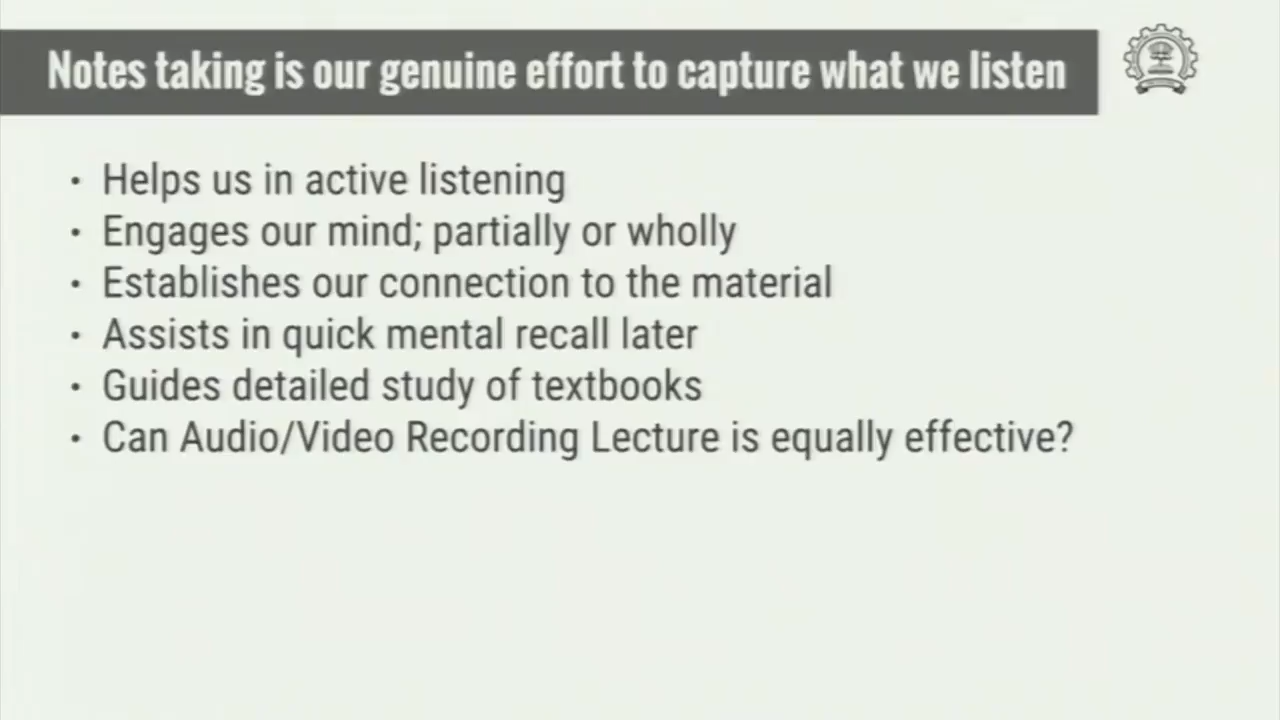 Notes taking is our genuine effort to capture what we listen
• Helps us in active listening
• Engages our mind; partially or wholly
• Establishes our connection to the material
• Assists in quick mental recall later
• Guides detailed study of textbooks
• Can Audio/Video Recording Lecture is equally effective?